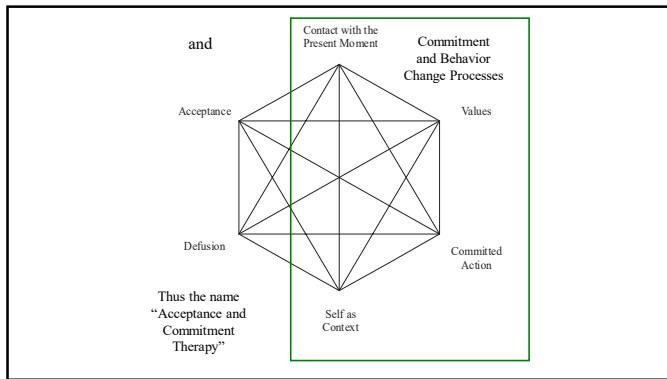 and
Contact with the
Present Moment
Commitment
and Behavior
Change Processes
Acceptance
Values
Defusion
Committed
Action
Thus the name
“Acceptance and
Commitment
Therapy”
Self as
Context